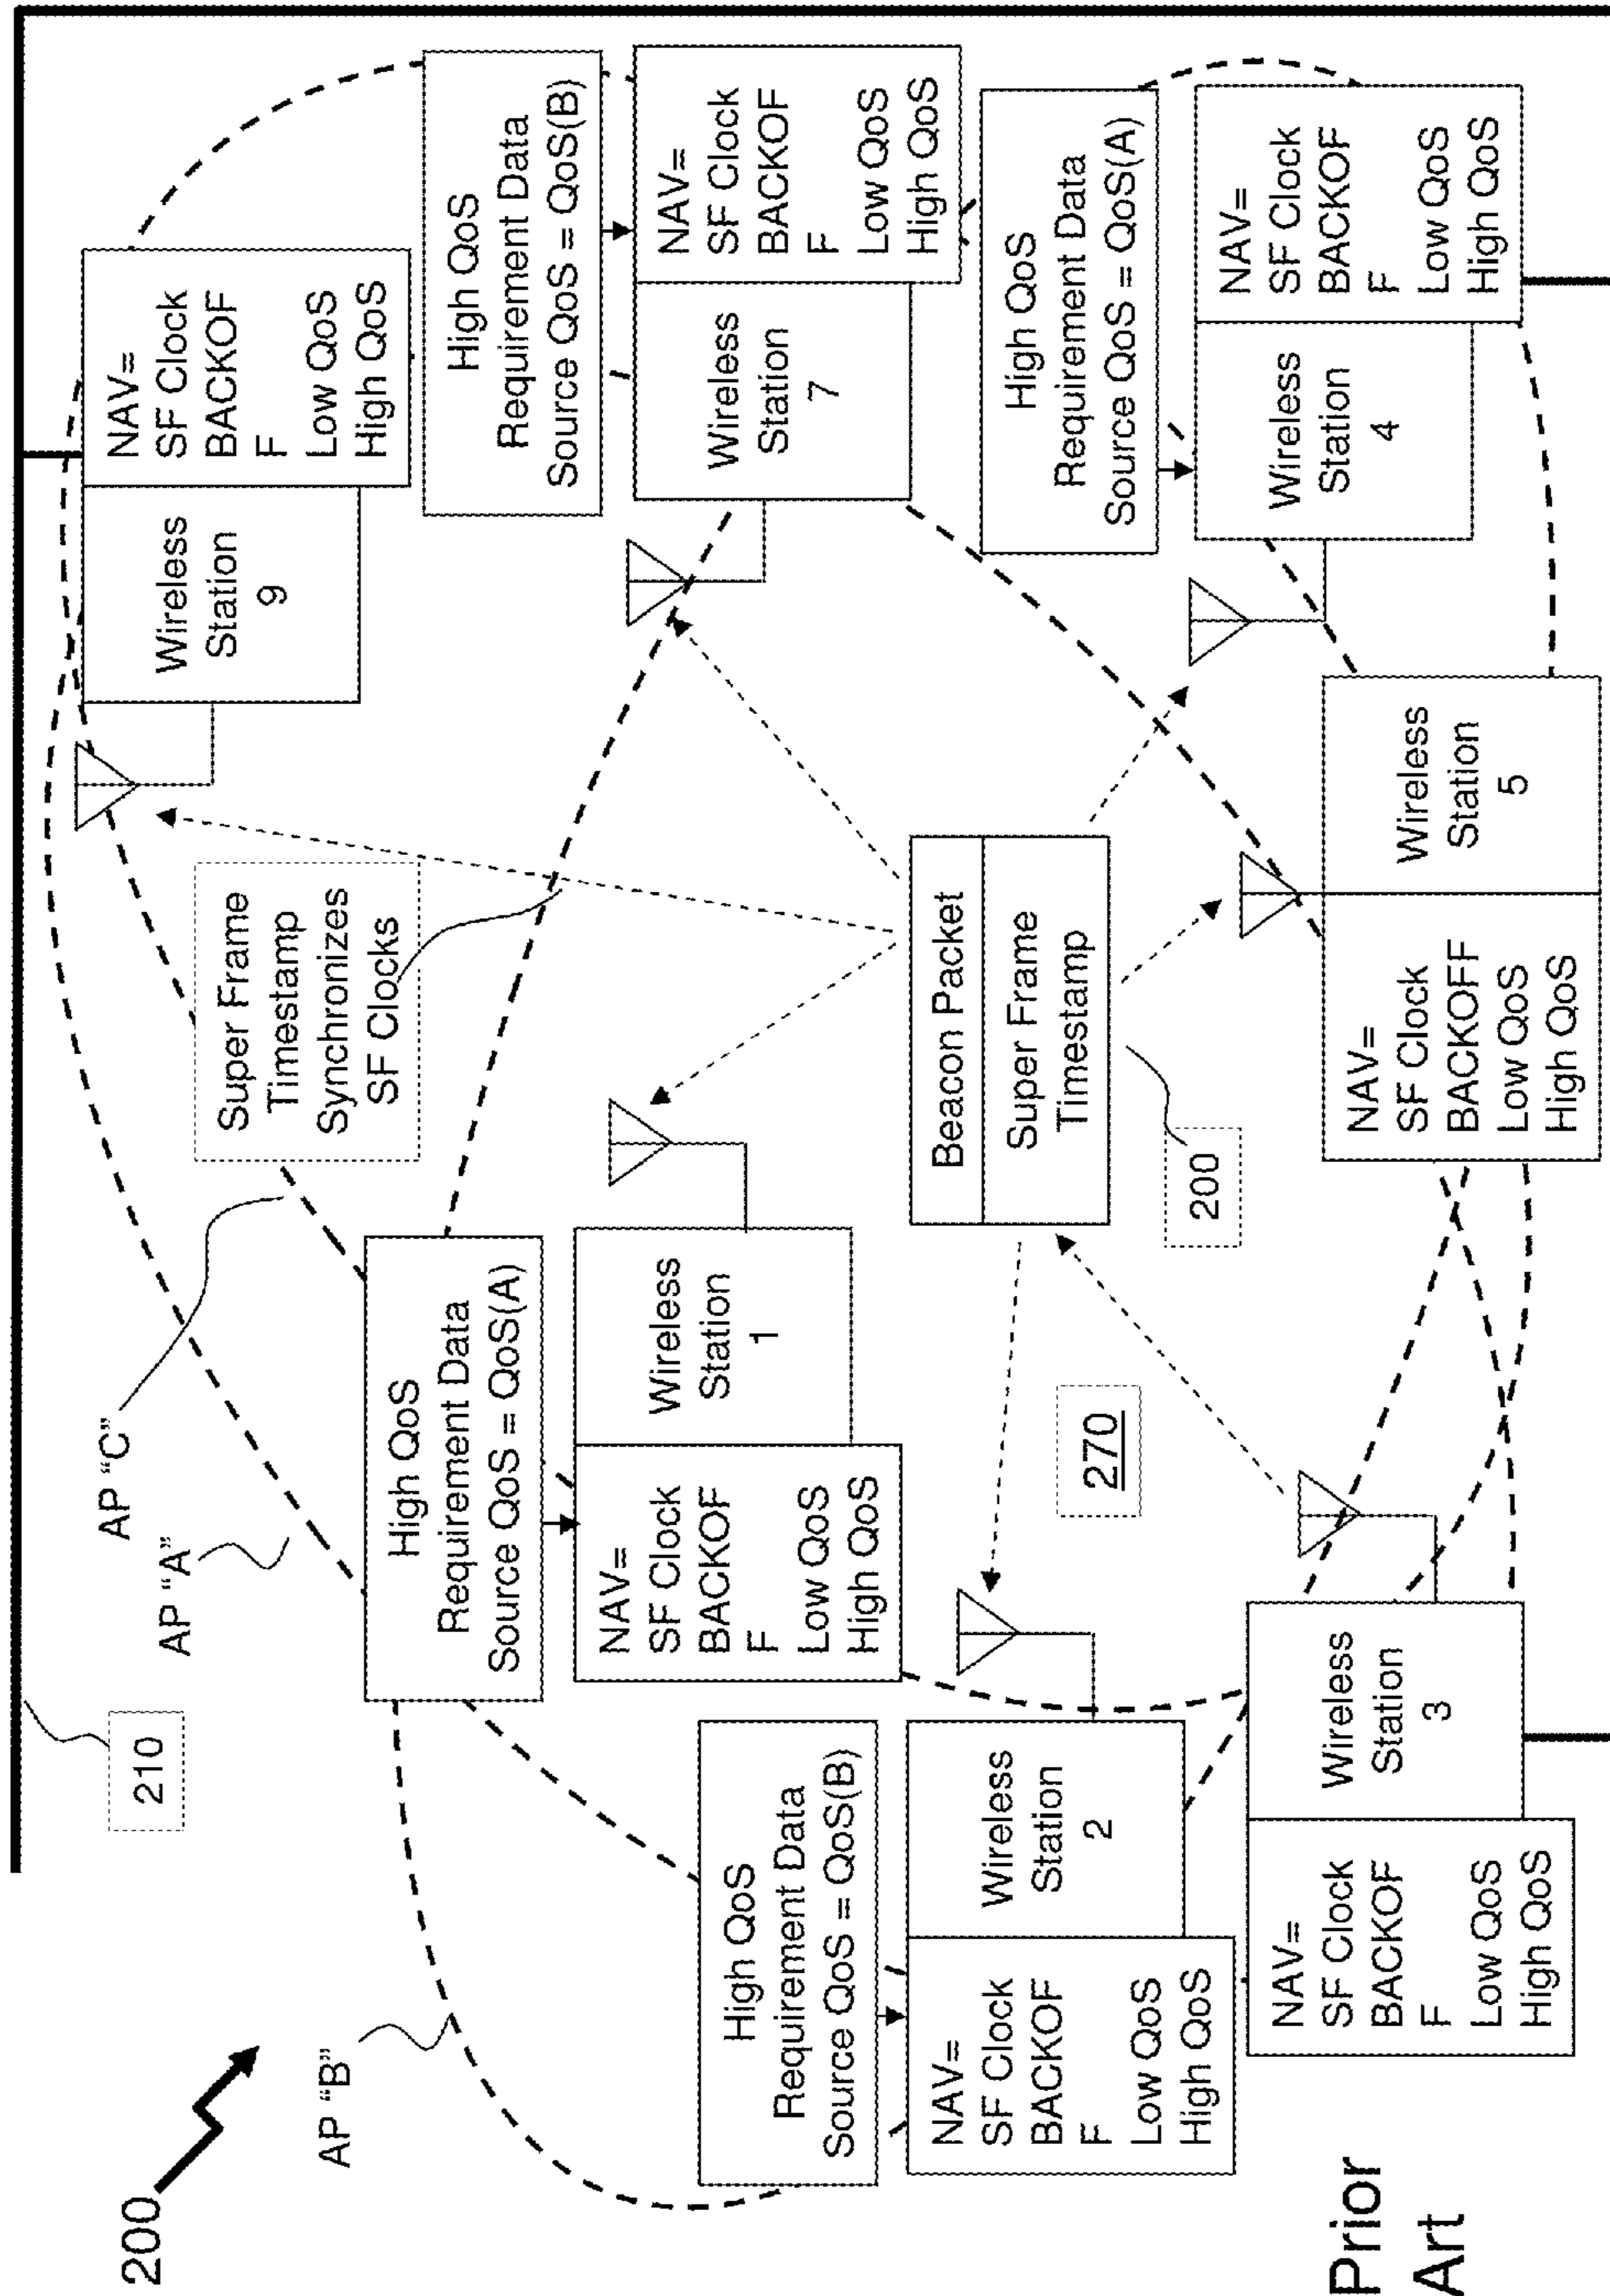 200
210
AP “B”
AP “A”
AP “C”
Super Frame
Timestamp
Synchronizes
SF Clocks
Wireless
Station
9
NAV=
SF Clock
BACKOF
F
Low QoS
High QoS
High QoS
Requirement Data
Source QoS = QoS(A)
NAV=
SF Clock
BACKOF
F
Low QoS
High QoS
Wireless
Station
1
High QoS
Requirement Data
Source QoS = QoS(B)
Wireless
Station
7
NAV=
SF Clock
BACKOF
F
Low QoS
High QoS
High QoS
Requirement Data
Source QoS = QoS(B)
NAV=
SF Clock
BACKOF
F
Low QoS
High QoS
Wireless
Station
2
270
Beacon Packet
Super Frame
Timestamp
200
High QoS
Requirement Data
Source QoS = QoS(A)
Wireless
Station
4
NAV=
SF Clock
BACKOF
F
Low QoS
High QoS
NAV=
SF Clock
BACKOF
F
Low QoS
High QoS
Wireless
Station
3
NAV=
SF Clock
BACKOFF
Low QoS
High QoS
Wireless
Station
5
Prior
Art